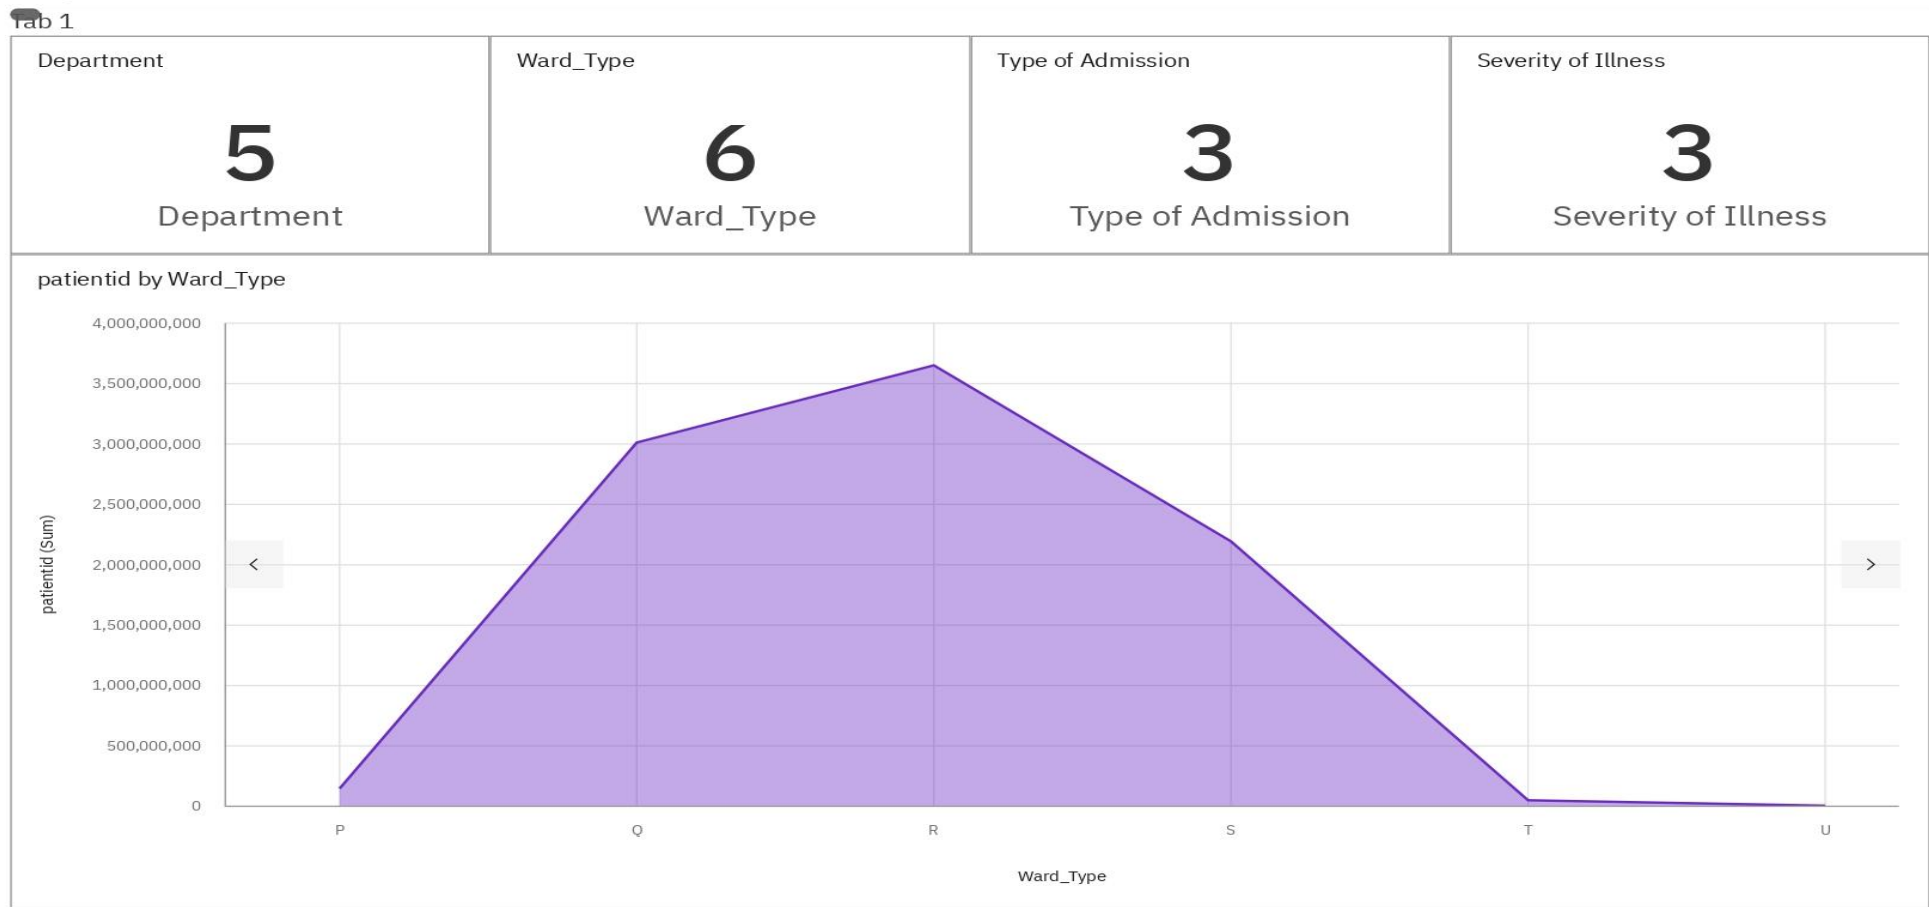 Tab 1
Department
5
Department
Ward_Type
6
Ward_Type
Type of Admission
3
Type of Admission
Severity of Illness
3
Severity of Illness
patientid by Ward_Type
patientid (Sum)
4,000,000,000
3,500,000,000
3,000,000,000
2,500,000,000
2,000,000,000
1,500,000,000
1,000,000,000
500,000,000
0
P Q R S T U
Ward_Type